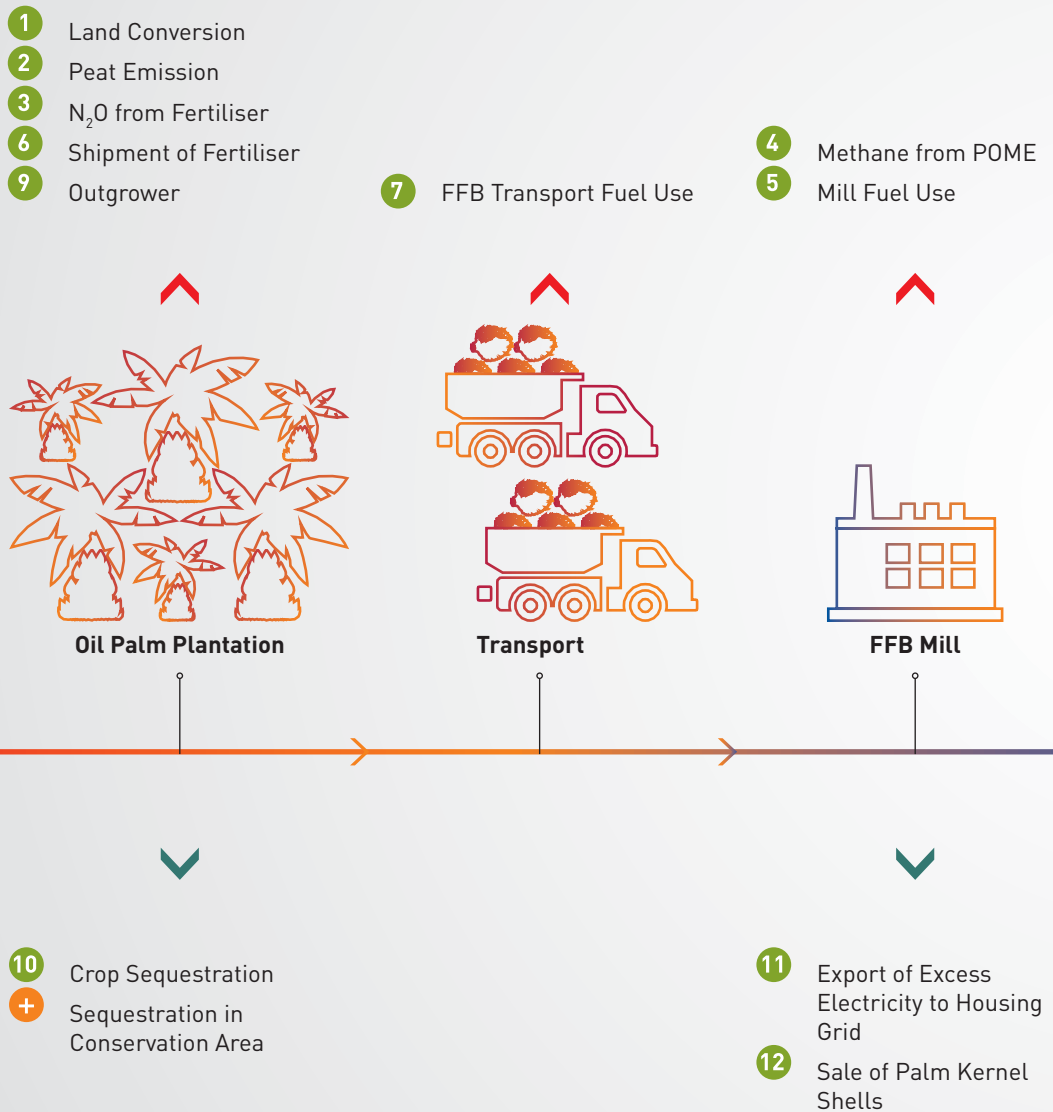 1 Land Conversion
2 Peat Emission
3 N₂O from Fertiliser
6 Shipment of Fertiliser
9 Outgrower
7 FFB Transport Fuel Use
4 Methane from POME
5 Mill Fuel Use
Oil Palm Plantation
Transport
FFB Mill
10 Crop Sequestration
+ Sequestration in
Conservation Area
11 Export of Excess
Electricity to Housing
Grid
12 Sale of Palm Kernel
Shells